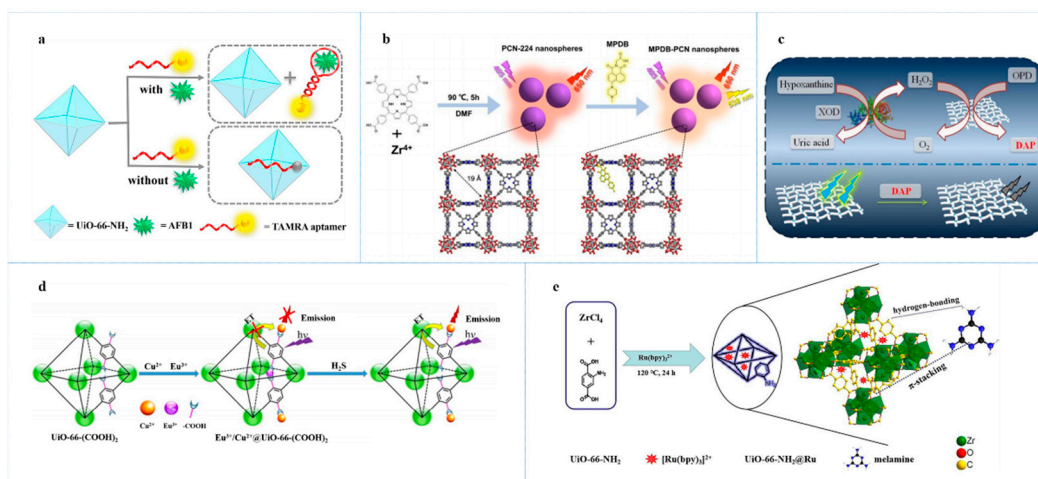 a
with
+
without
= UiO-66-NH₂
= AFB1
= TAMRA aptamer
b
PCN-224 nanospheres
MPDB
MPDB-PCN nanospheres
90 ℃, 5h
DMF
+
Zr⁴⁺
19 Å
c
Hypoxanthine
H₂O₂
OPD
XOD
Uric acid
O₂
DAP
DAP
d
Emission
hν
Cu²⁺ Eu³⁺
H₂S
Emission
hν
Cu²⁺ Eu³⁺ -COOH
UiO-66-(COOH)₂
Eu³⁺/Cu²⁺@UiO-66-(COOH)₂
e
ZrCl₄
+
Ru(bpy)₃²⁺
120 °C, 24 h
NH₂
hydrogen-bonding
π-stacking
Zr
O
C
UiO-66-NH₂
[Ru(bpy)₃]²⁺
UiO-66-NH₂@Ru
melamine